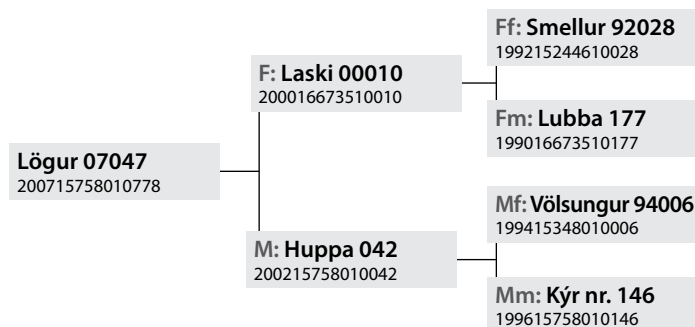 Ff: Smellur 92028
199215244610028
F: Laski 00010
200016673510010
Fm: Lubba 177
199016673510177
Lögur 07047
200715758010778
Mf: Völsungur 94006
199415348010006
M: Huppa 042
200215758010042
Mm: Kýr nr. 146
199615758010146